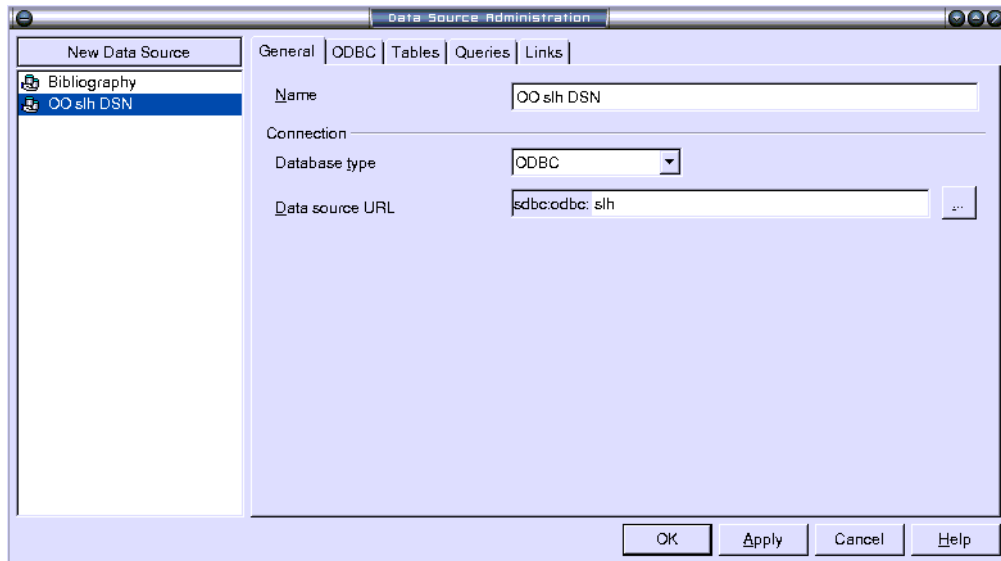 Data Source Administration
New Data Source
Bibliography
OO slh DSN
General ODBC Tables Queries Links
Name OO slh DSN
Connection
Database type ODBC
Data source URL sdbc:odbc: slh ...
OK Apply Cancel Help